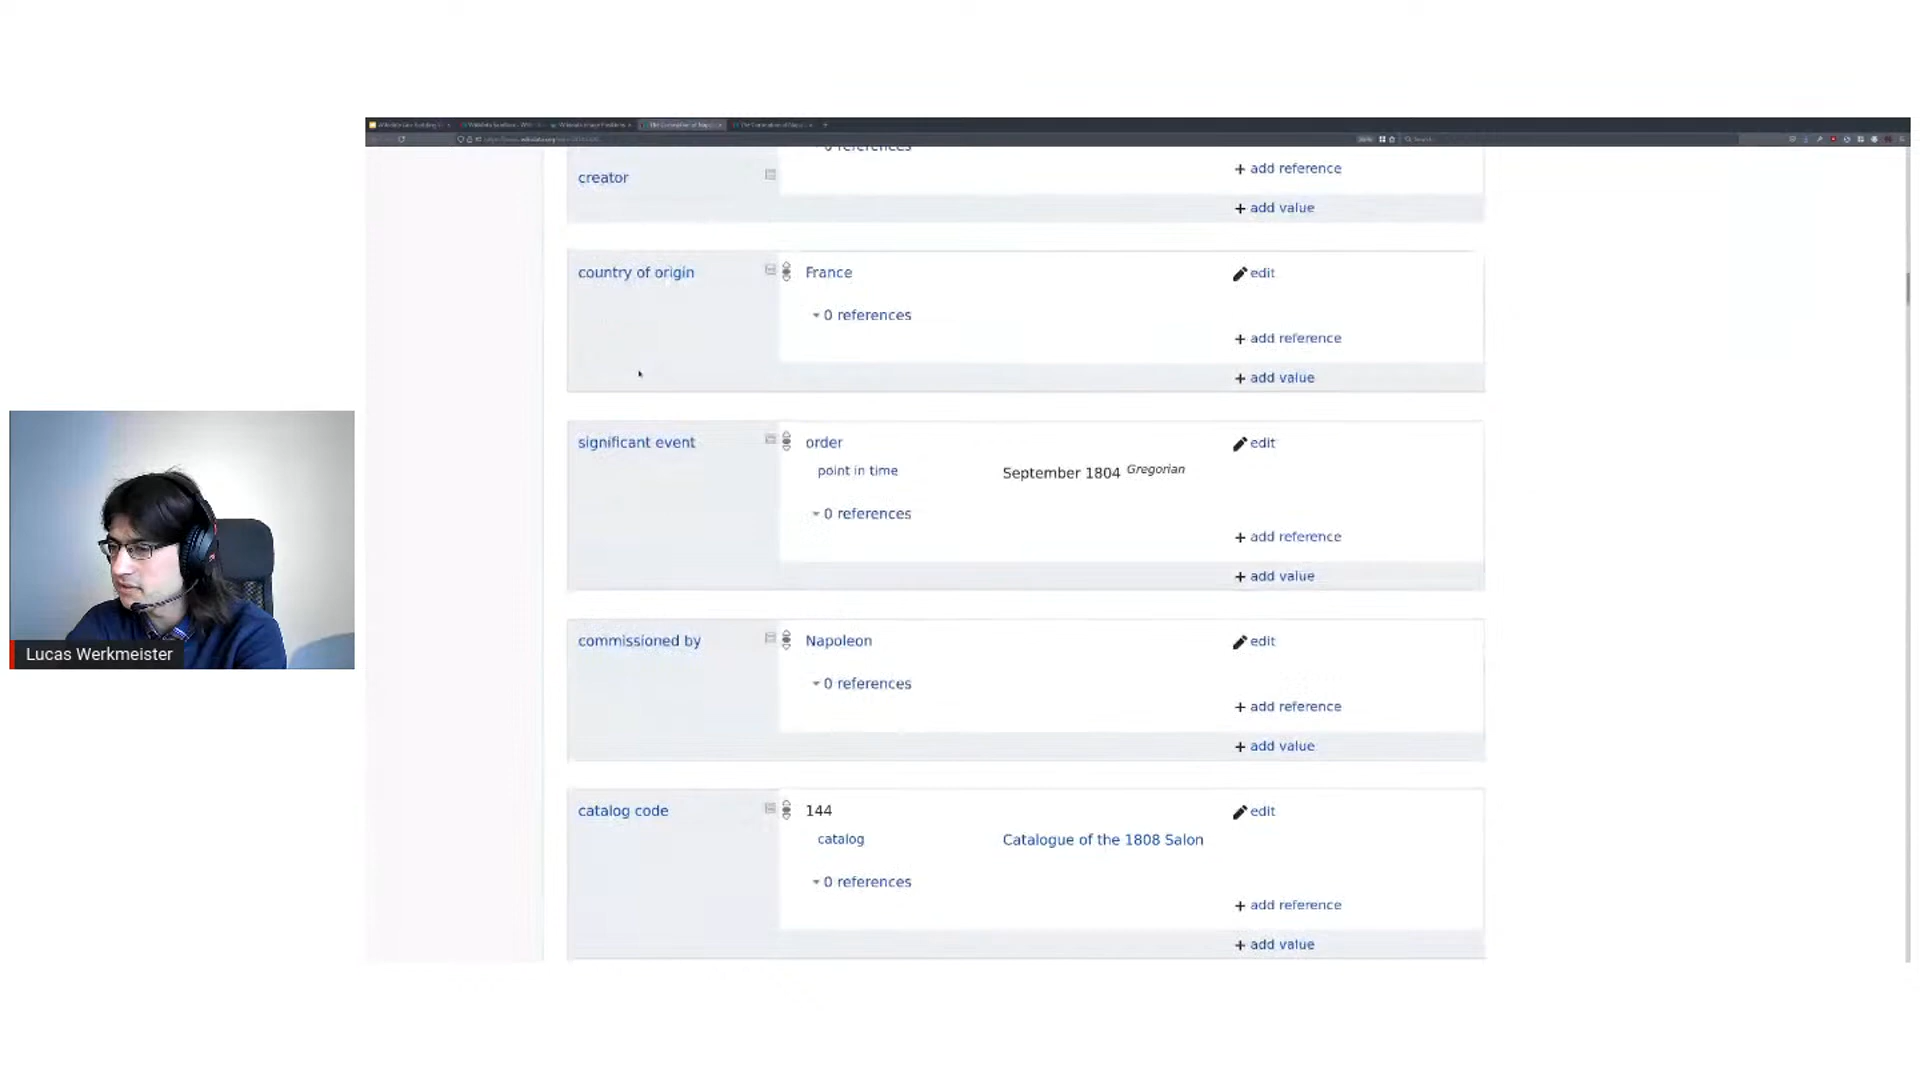 0 references
creator
+ add reference
+ add value
country of origin
France
edit
0 references
+ add reference
+ add value
significant event
order
edit
point in time
September 1804 Gregorian
0 references
+ add reference
+ add value
commissioned by
Napoleon
edit
0 references
+ add reference
+ add value
catalog code
144
edit
catalog
Catalogue of the 1808 Salon
0 references
+ add reference
+ add value
Lucas Werkmeister